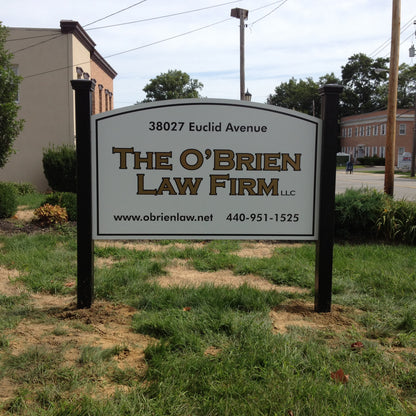 38027 Euclid Avenue
THE O'BRIEN
LAW FIRM LLC
www.obrienlaw.net 440-951-1525